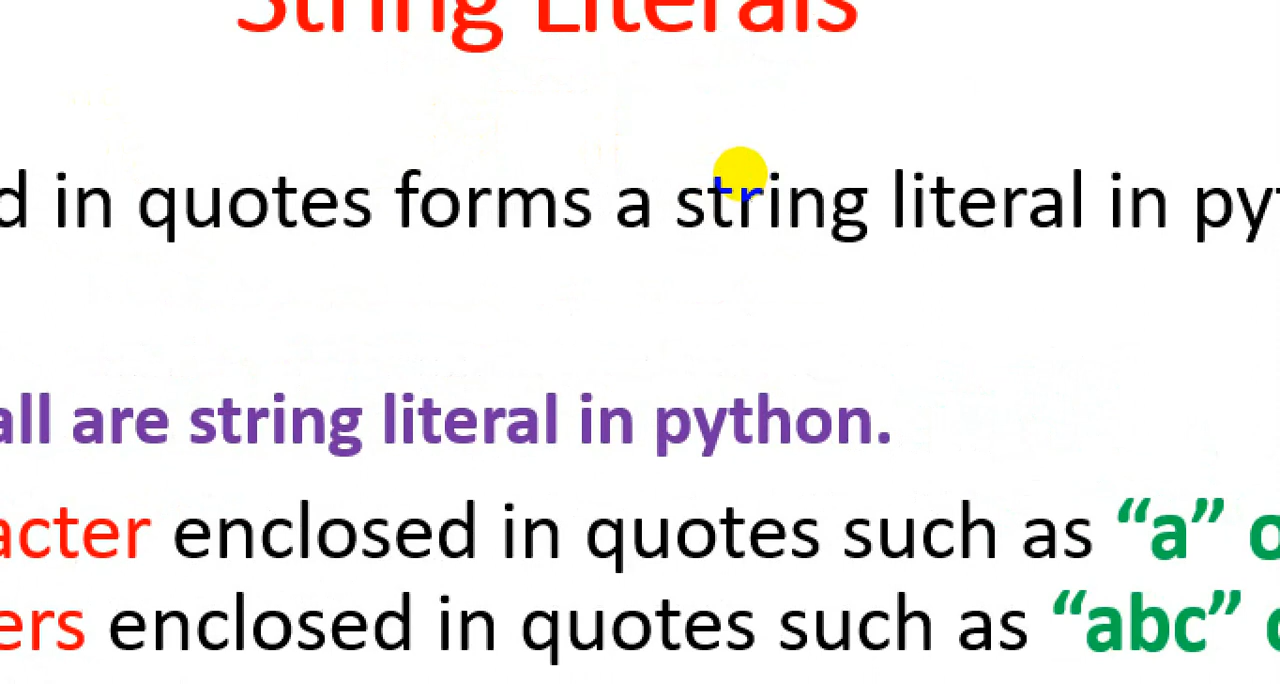 String Literals
d in quotes forms a string literal in pyt
all are string literal in python.
acter enclosed in quotes such as “a” o
ers enclosed in quotes such as “abc” o